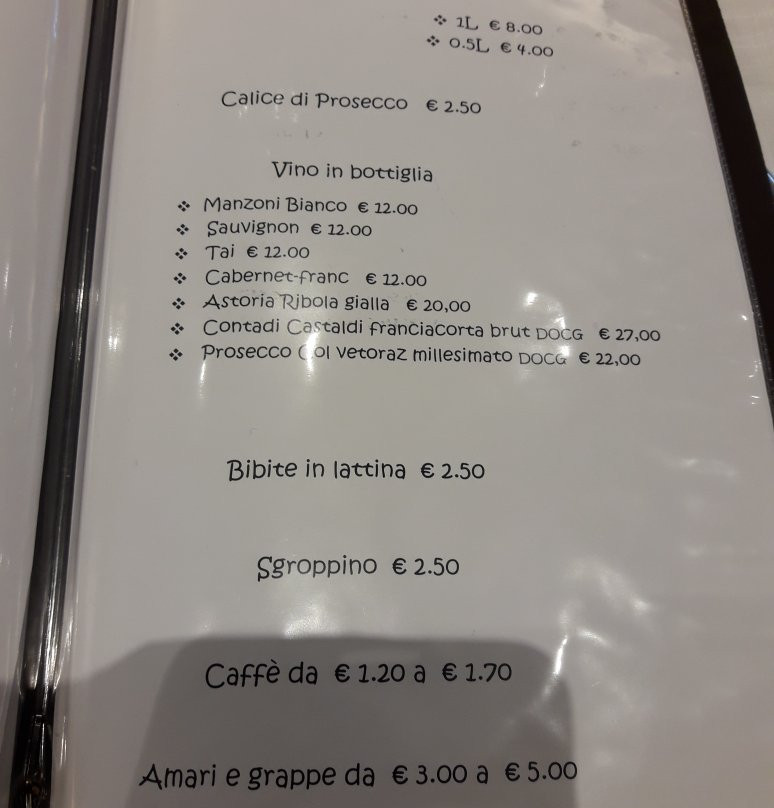 ❖ 1L € 8.00
❖ 0.5L € 4.00
Calice di Prosecco € 2.50
Vino in bottiglia
❖ Manzoni Bianco € 12.00
❖ Sauvignon € 12.00
❖ Tai € 12.00
❖ Cabernet-franc € 12.00
❖ Astoria Ribola gialla € 20,00
❖ Contadi Castaldi franciacorta brut DOCG € 27,00
❖ Prosecco Col vetoraz millesimato DOCG € 22,00
Bibite in lattina € 2.50
Sgroppino € 2.50
Caffè da € 1.20 a € 1.70
Amari e grappe da € 3.00 a € 5.00